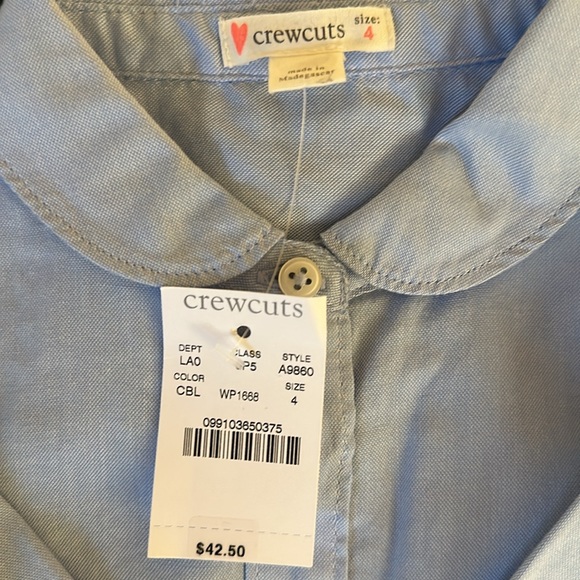 crewcuts
size:
4
made in
Madagascar
crewcuts
DEPT CLASS STYLE
LA0 P5 A9860
COLOR SIZE
CBL WP1668 4
099103650375
$42.50